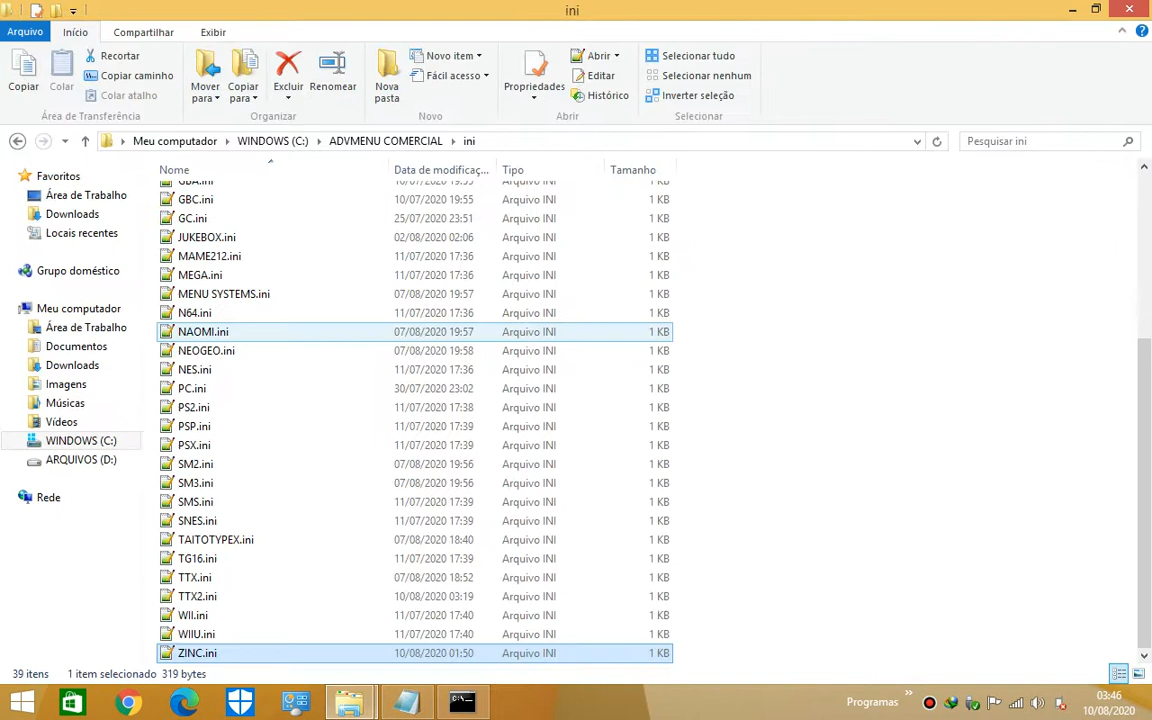 ini
Arquivo Início Compartilhar Exibir
Copiar
Colar
Recortar
Copiar caminho
Colar atalho
Área de Transferência
Mover para
Copiar para
Excluir
Renomear
Organizar
Nova pasta
Novo item
Fácil acesso
Novo
Propriedades
Abrir
Editar
Histórico
Abrir
Selecionar tudo
Selecionar nenhum
Inverter seleção
Selecionar
Meu computador WINDOWS (C:) ADVMENU COMERCIAL ini
Pesquisar ini
Favoritos
Área de Trabalho
Downloads
Locais recentes
Grupo doméstico
Meu computador
Área de Trabalho
Documentos
Downloads
Imagens
Músicas
Vídeos
WINDOWS (C:)
ARQUIVOS (D:)
Rede
Nome Data de modificaç... Tipo Tamanho
GBA.ini 10/07/2020 19:55 Arquivo INI 1 KB
GBC.ini 10/07/2020 19:55 Arquivo INI 1 KB
GC.ini 25/07/2020 23:51 Arquivo INI 1 KB
JUKEBOX.ini 02/08/2020 02:06 Arquivo INI 1 KB
MAME212.ini 11/07/2020 17:36 Arquivo INI 1 KB
MEGA.ini 11/07/2020 17:36 Arquivo INI 1 KB
MENU SYSTEMS.ini 07/08/2020 19:57 Arquivo INI 1 KB
N64.ini 11/07/2020 17:36 Arquivo INI 1 KB
NAOMI.ini 07/08/2020 19:57 Arquivo INI 1 KB
NEOGEO.ini 07/08/2020 19:58 Arquivo INI 1 KB
NES.ini 11/07/2020 17:36 Arquivo INI 1 KB
PC.ini 30/07/2020 23:02 Arquivo INI 1 KB
PS2.ini 11/07/2020 17:38 Arquivo INI 1 KB
PSP.ini 11/07/2020 17:39 Arquivo INI 1 KB
PSX.ini 11/07/2020 17:39 Arquivo INI 1 KB
SM2.ini 07/08/2020 19:56 Arquivo INI 1 KB
SM3.ini 07/08/2020 19:56 Arquivo INI 1 KB
SMS.ini 11/07/2020 17:39 Arquivo INI 1 KB
SNES.ini 11/07/2020 17:39 Arquivo INI 1 KB
TAITOTYPEX.ini 07/08/2020 18:40 Arquivo INI 1 KB
TG16.ini 11/07/2020 17:39 Arquivo INI 1 KB
TTX.ini 07/08/2020 18:52 Arquivo INI 1 KB
TTX2.ini 10/08/2020 03:19 Arquivo INI 1 KB
WII.ini 11/07/2020 17:40 Arquivo INI 1 KB
WIIU.ini 11/07/2020 17:40 Arquivo INI 1 KB
ZINC.ini 10/08/2020 01:50 Arquivo INI 1 KB
39 itens 1 item selecionado 319 bytes
Programas
03:46
10/08/2020